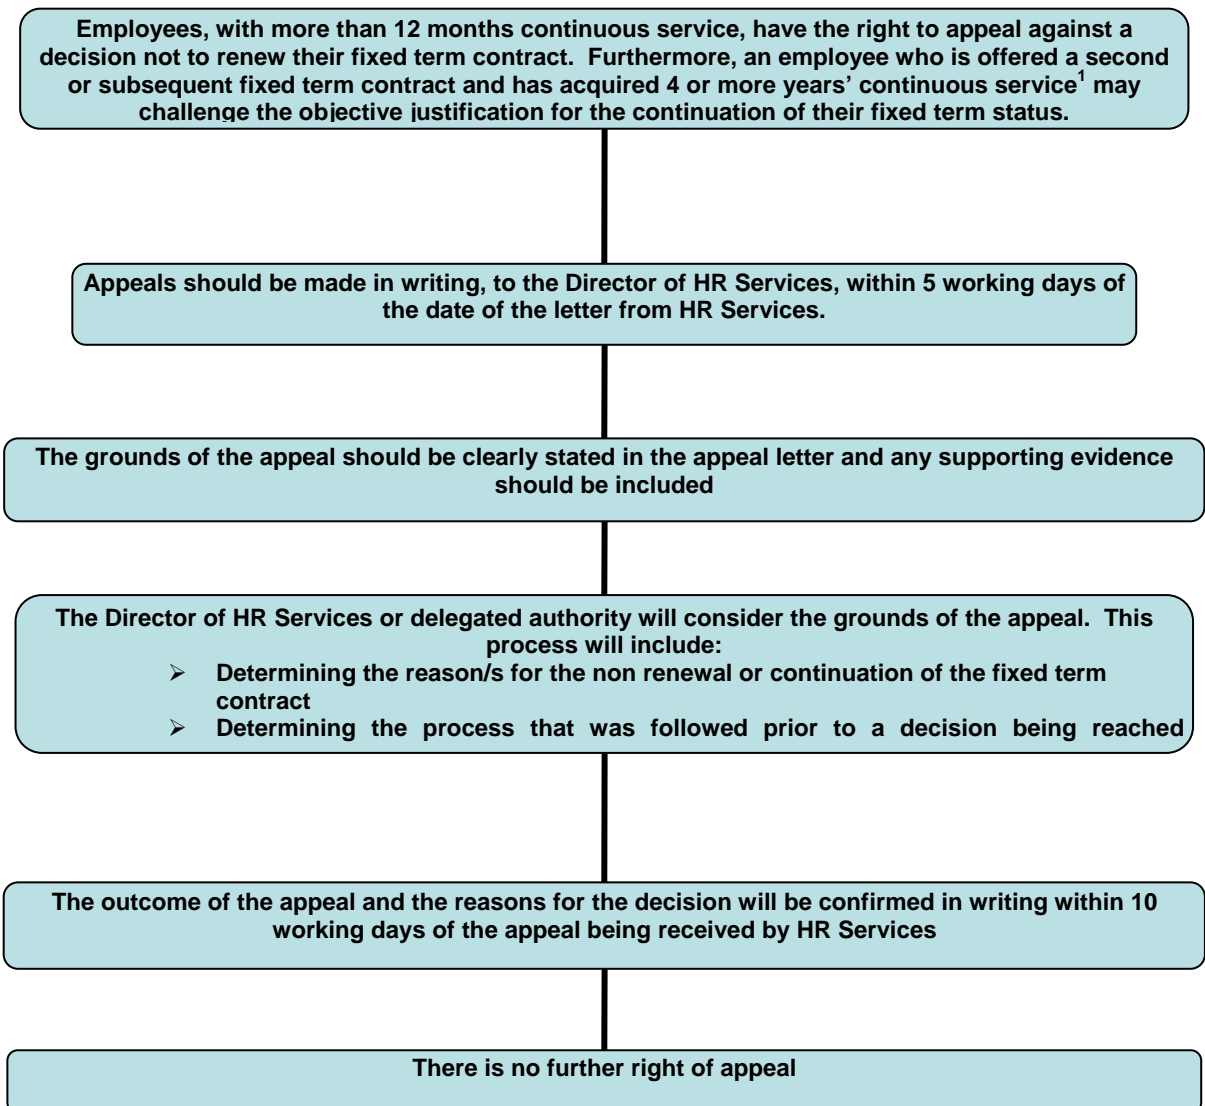 Employees, with more than 12 months continuous service, have the right to appeal against a
decision not to renew their fixed term contract.  Furthermore, an employee who is offered a second
or subsequent fixed term contract and has acquired 4 or more years’ continuous service¹ may
challenge the objective justification for the continuation of their fixed term status.
Appeals should be made in writing, to the Director of HR Services, within 5 working days of
the date of the letter from HR Services.
The grounds of the appeal should be clearly stated in the appeal letter and any supporting evidence
should be included
The Director of HR Services or delegated authority will consider the grounds of the appeal.  This
process will include:
➢ Determining the reason/s for the non renewal or continuation of the fixed term
contract
➢ Determining the process that was followed prior to a decision being reached
The outcome of the appeal and the reasons for the decision will be confirmed in writing within 10
working days of the appeal being received by HR Services
There is no further right of appeal